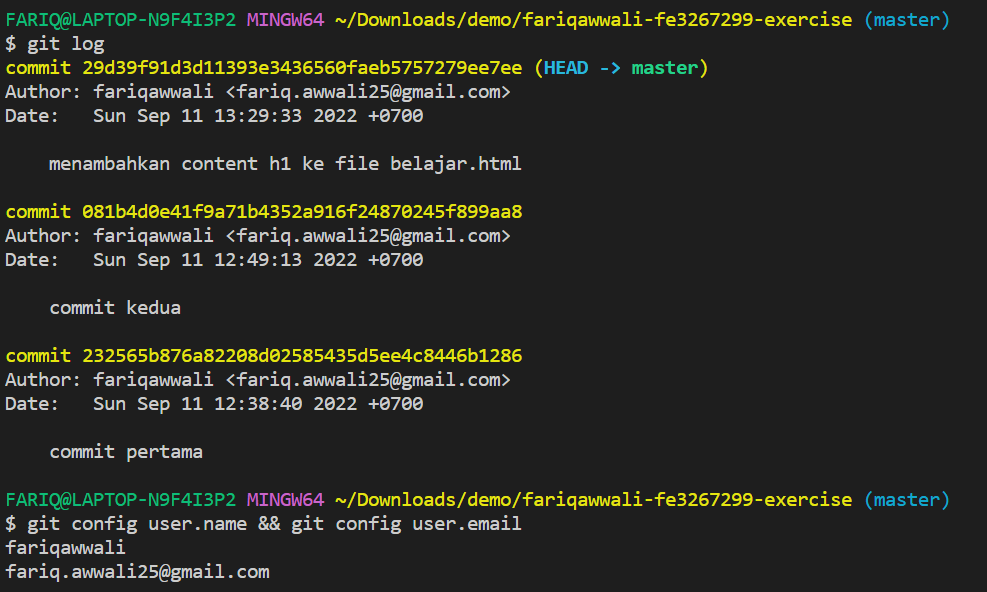 FARIQ@LAPTOP-N9F4I3P2 MINGW64 ~/Downloads/demo/fariqawwali-fe3267299-exercise (master)
$ git log
commit 29d39f91d3d11393e3436560faeb5757279ee7ee (HEAD -> master)
Author: fariqawwali <fariq.awwali25@gmail.com>
Date:   Sun Sep 11 13:29:33 2022 +0700
    menambahkan content h1 ke file belajar.html
commit 081b4d0e41f9a71b4352a916f24870245f899aa8
Author: fariqawwali <fariq.awwali25@gmail.com>
Date:   Sun Sep 11 12:49:13 2022 +0700
    commit kedua
commit 232565b876a82208d02585435d5ee4c8446b1286
Author: fariqawwali <fariq.awwali25@gmail.com>
Date:   Sun Sep 11 12:38:40 2022 +0700
    commit pertama
FARIQ@LAPTOP-N9F4I3P2 MINGW64 ~/Downloads/demo/fariqawwali-fe3267299-exercise (master)
$ git config user.name && git config user.email
fariqawwali
fariq.awwali25@gmail.com